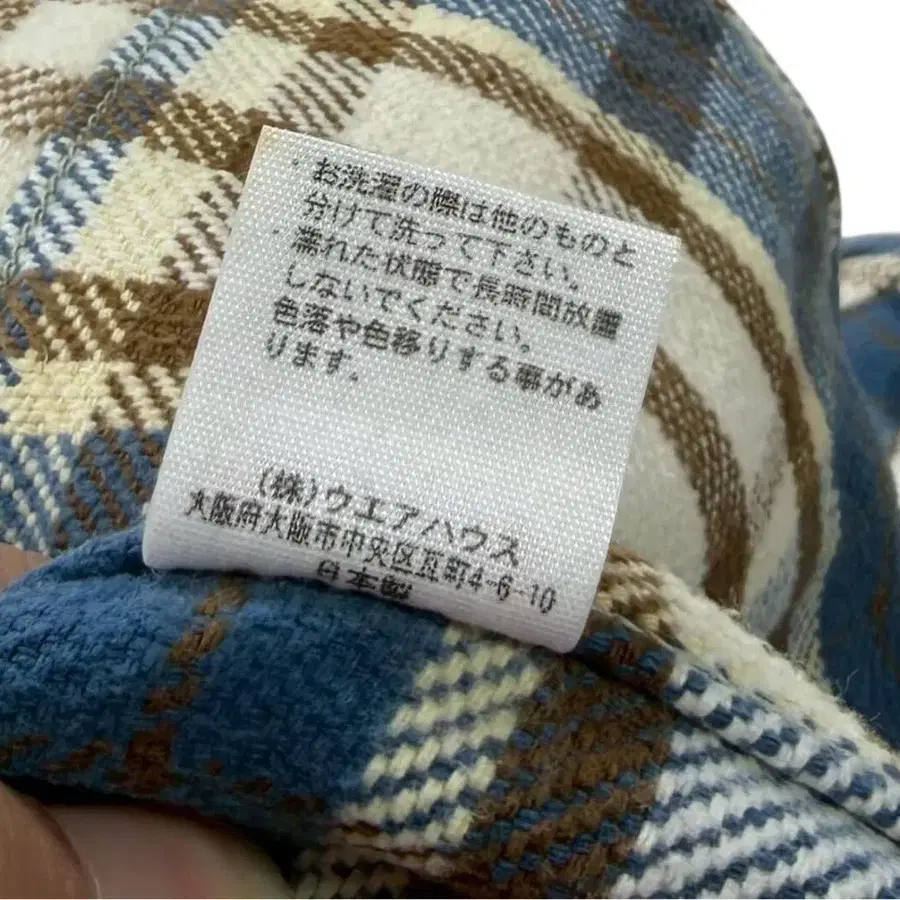 ・お洗濯の際は他のものと
分けて洗って下さい。
・濡れた状態で長時間放置
しないでください。
色落や色移りする事があ
ります。
(株)ウエアハウス
大阪府大阪市中央区瓦町4-6-10
日本製